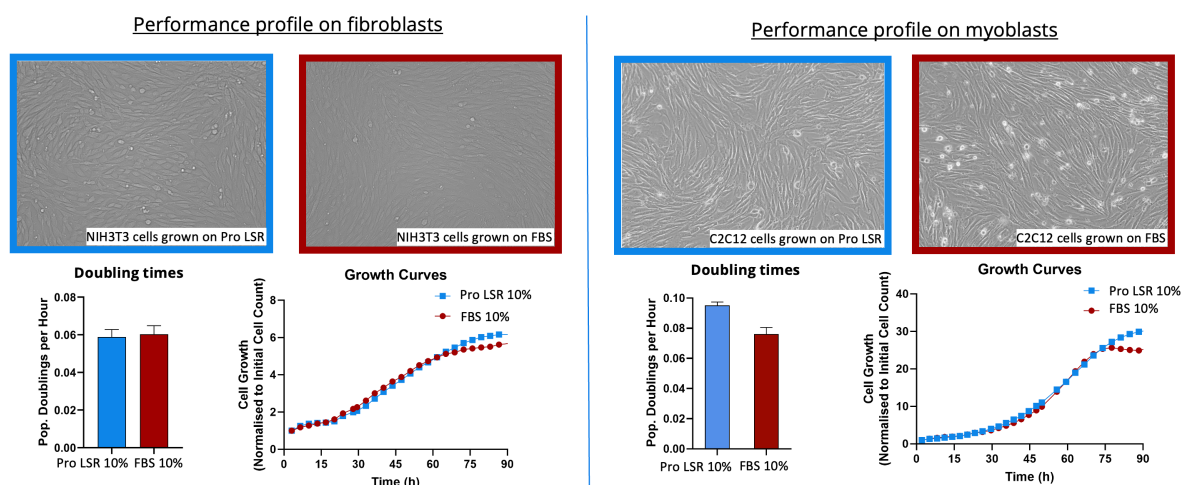 Performance profile on fibroblasts
NIH3T3 cells grown on Pro LSR
NIH3T3 cells grown on FBS
Doubling times
Pop. Doublings per Hour
0.08
0.06
0.04
0.02
0.00
Pro LSR 10%
FBS 10%
Growth Curves
Pro LSR 10%
FBS 10%
Cell Growth
(Normalised to Initial Cell Count)
8
6
4
2
0
0 15 30 45 60 75 90
Time (h)
Performance profile on myoblasts
C2C12 cells grown on Pro LSR
C2C12 cells grown on FBS
Doubling times
Pop. Doublings per Hour
0.10
0.08
0.06
0.04
0.02
0.00
Pro LSR 10%
FBS 10%
Growth Curves
Pro LSR 10%
FBS 10%
Cell Growth
(Normalised to Initial Cell Count)
40
30
20
10
0
0 15 30 45 60 75 90
Time (h)